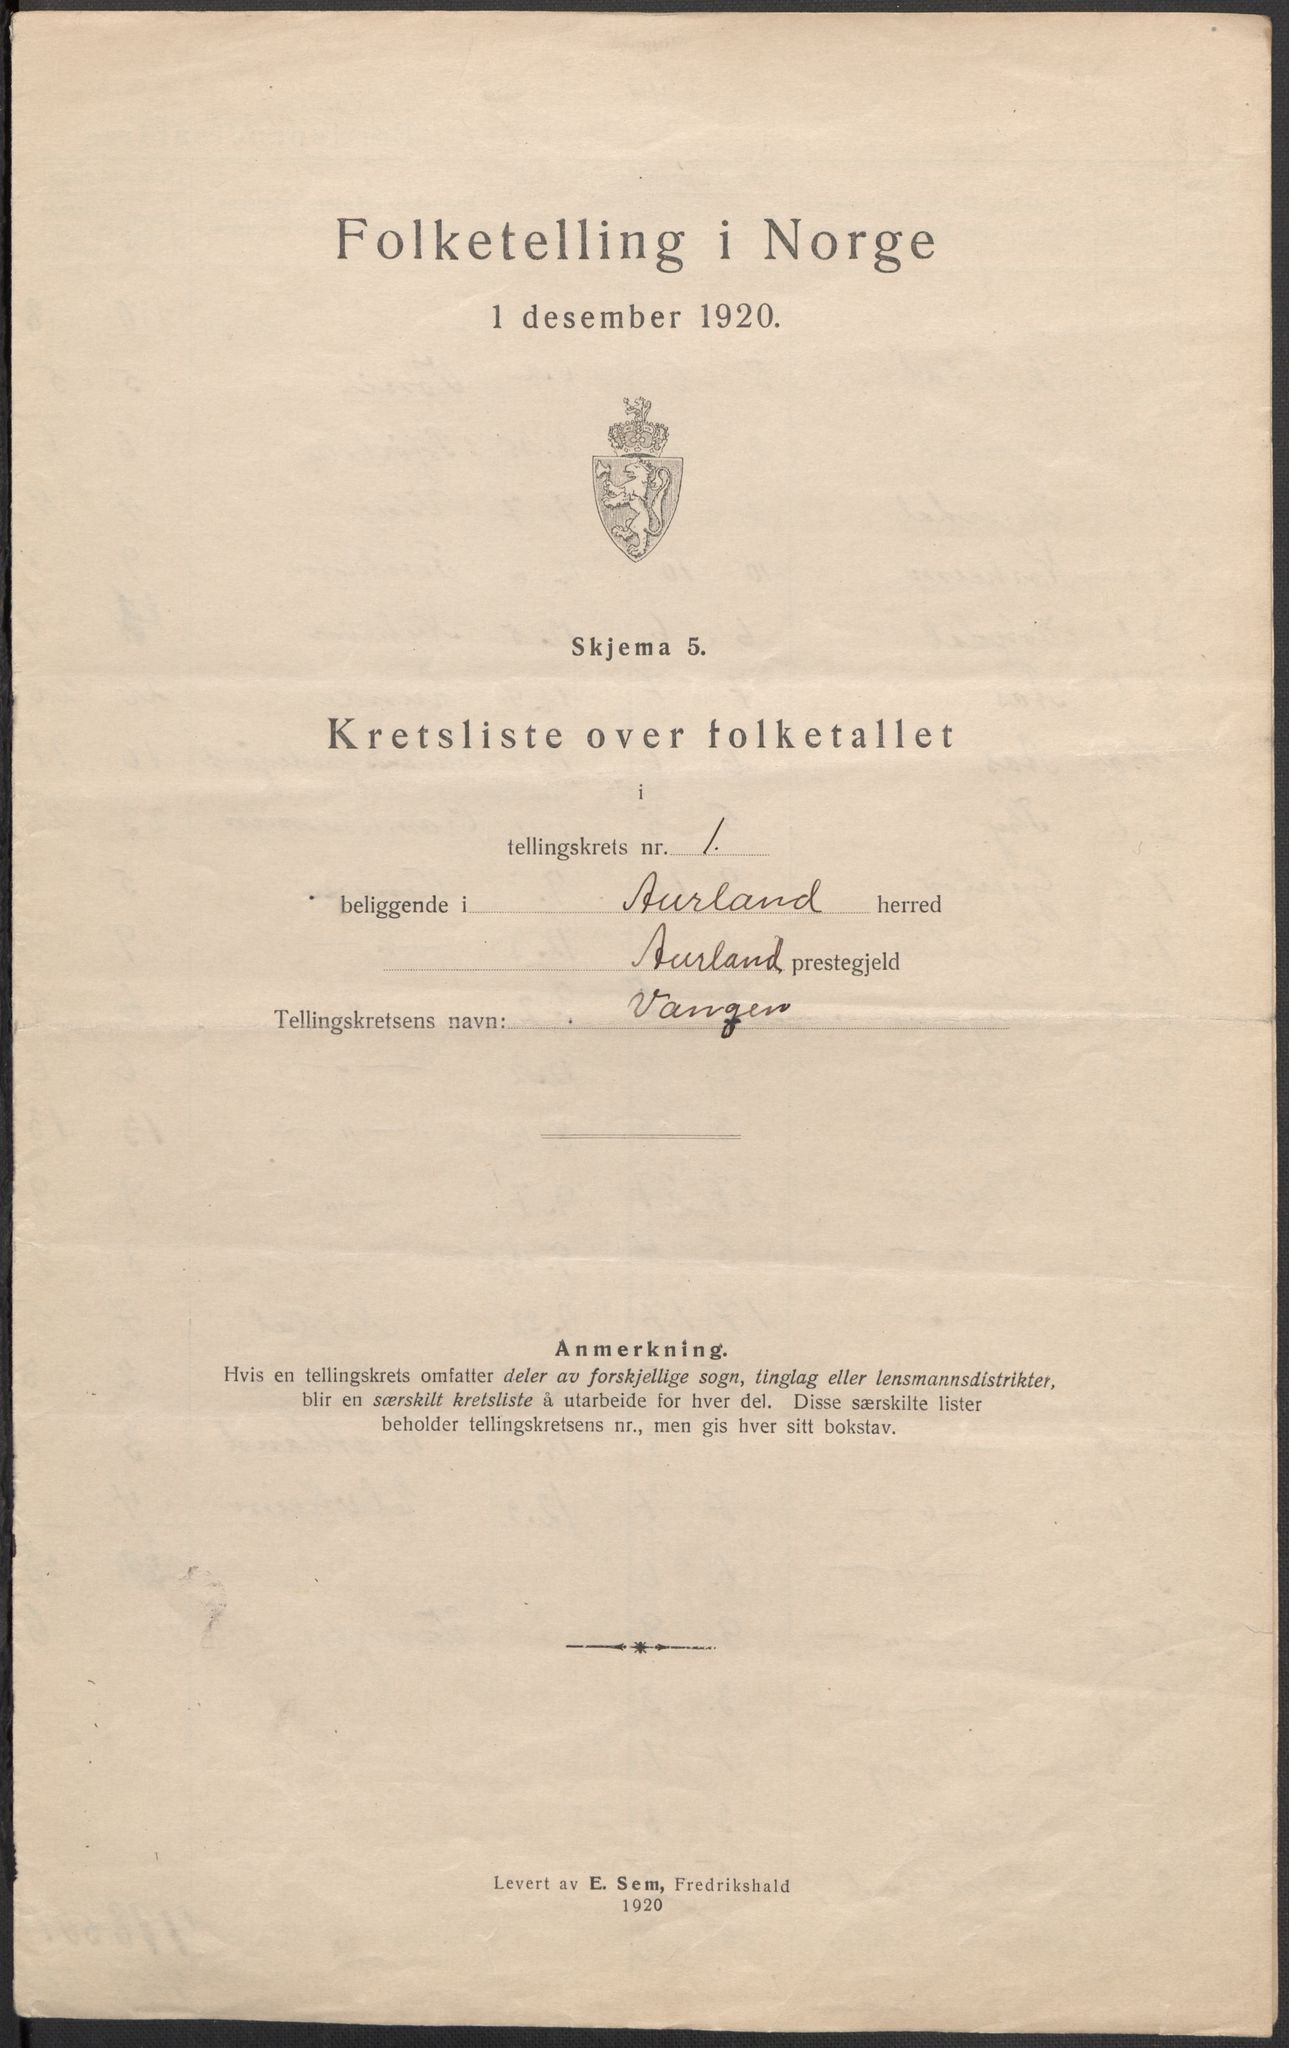 Folketelling i Norge
1 desember 1920.
Skjema 5.
Kretsliste over folketallet
i
tellingskrets nr. 1.
beliggende i Aurland herred
Aurland prestegjeld
Tellingskretsens navn: Vangen
Anmerkning.
Hvis en tellingskrets omfatter deler av forskjellige sogn, tinglag eller lensmannsdistrikter,
blir en særskilt kretsliste å utarbeide for hver del. Disse særskilte lister
beholder tellingskretsens nr., men gis hver sitt bokstav.
Levert av E. Sem, Fredrikshald
1920